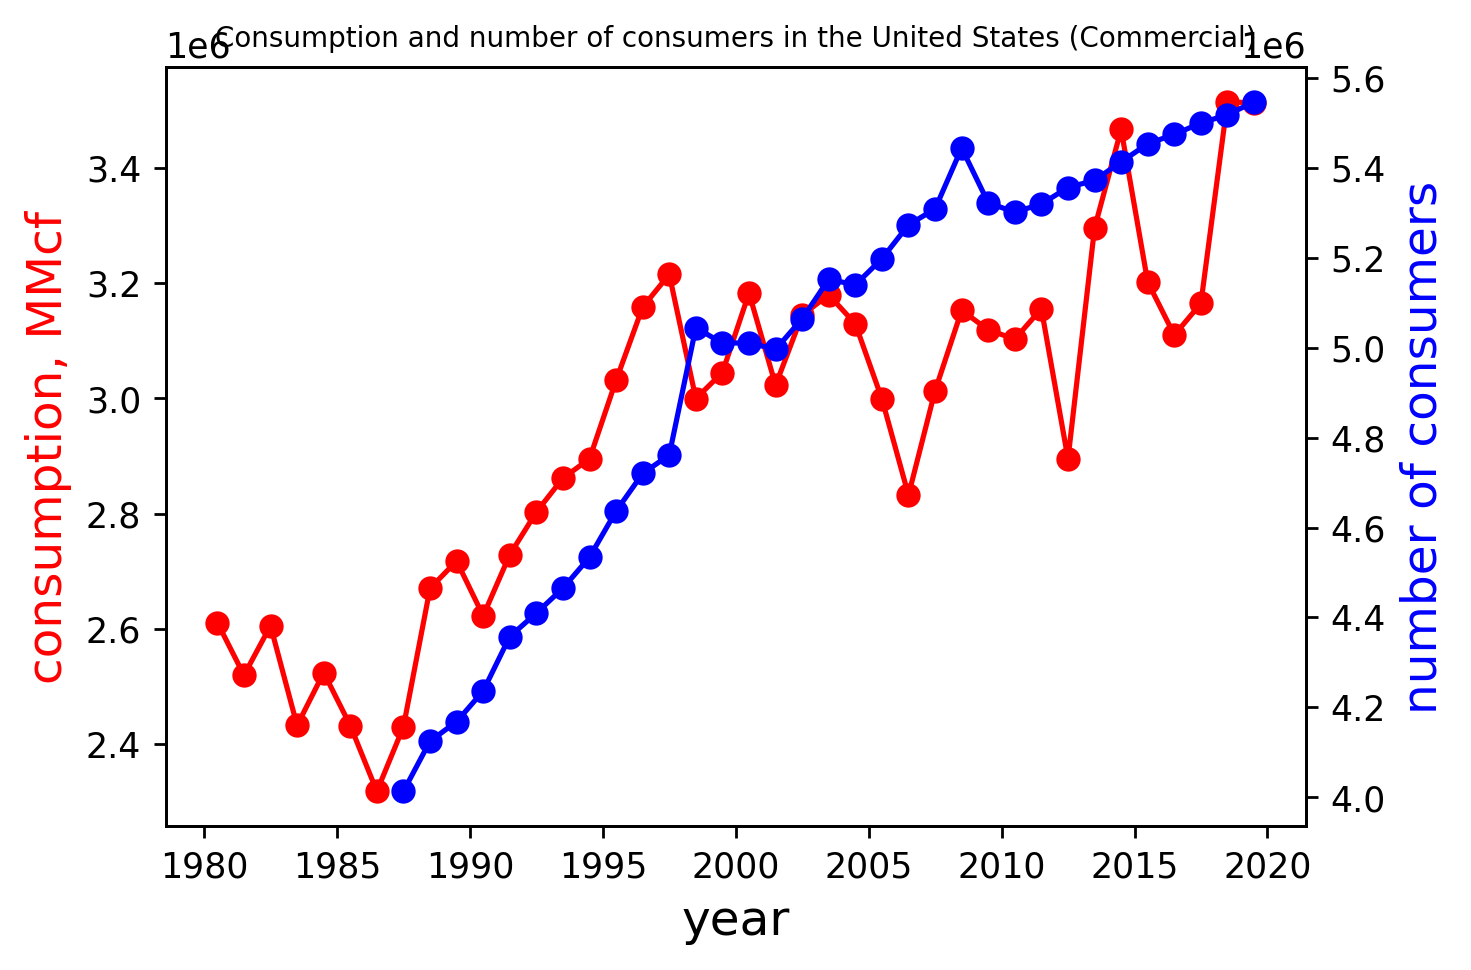 Consumption and number of consumers in the United States (Commercial)
1e6
1e6
3.4
3.2
3.0
2.8
2.6
2.4
consumption, MMcf
5.6
5.4
5.2
5.0
4.8
4.6
4.4
4.2
4.0
number of consumers
1980 1985 1990 1995 2000 2005 2010 2015 2020
year